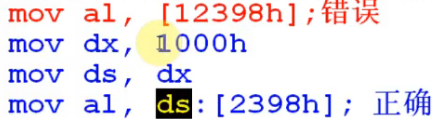 mov al, [12398h];错误
mov dx, 1000h
mov ds, dx
mov al, ds:[2398h]; 正确